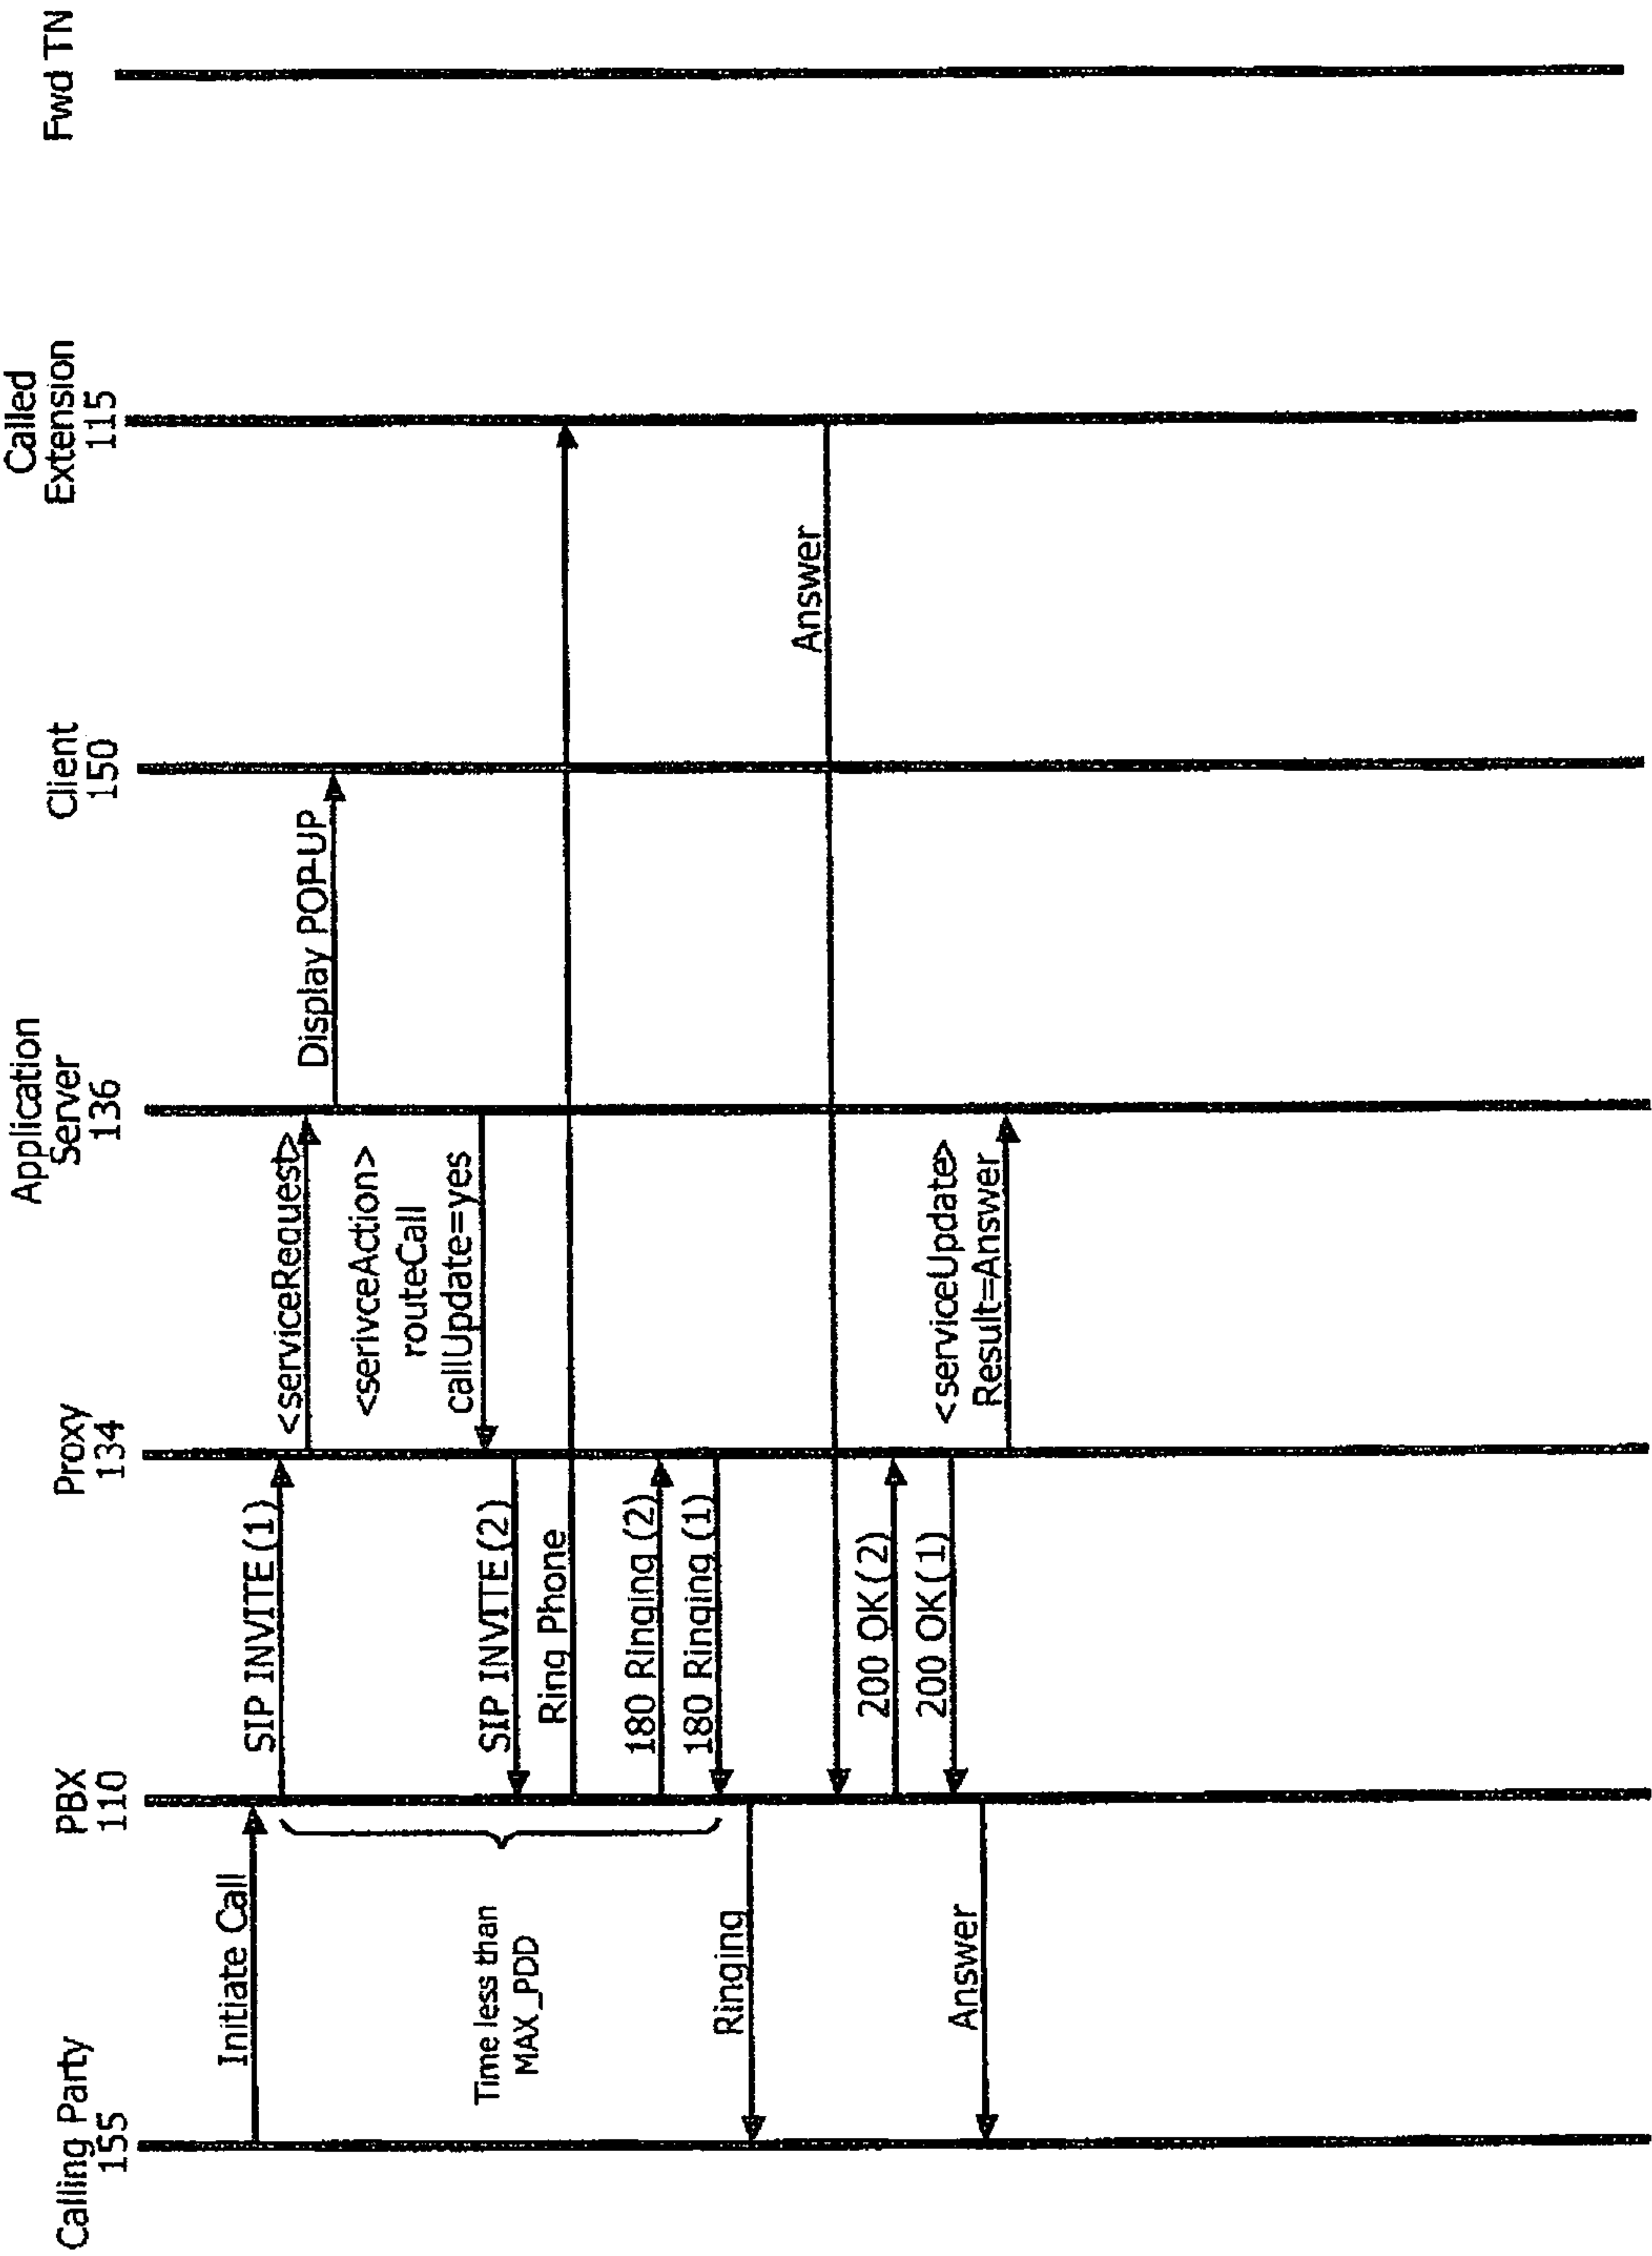 Calling Party
155
PBX
110
Proxy
134
Application
Server
136
Client
150
Called
Extension
115
Fwd TN
Initiate Call
SIP INVITE (1)
<serviceRequest>
Display POP-UP
<serivceAction>
routeCall
callUpdate=yes
Time less than
MAX_PDD
SIP INVITE (2)
Ring Phone
180 Ringing (2)
180 Ringing (1)
Ringing
Answer
200 OK (2)
200 OK (1)
Answer
<serviceUpdate>
Result=Answer